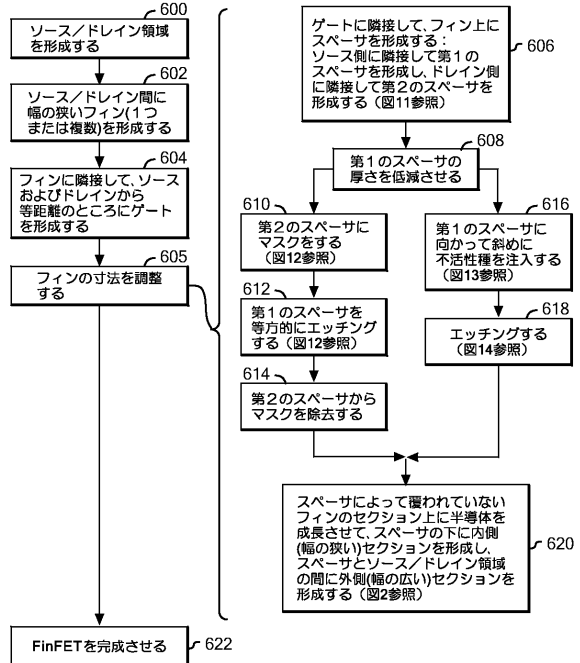 600
ソース／ドレイン領域
を形成する
602
ソース／ドレイン間に
幅の狭いフィン(１つ
または複数)を形成する
604
フィンに隣接して、ソース
およびドレインから
等距離のところにゲート
を形成する
605
フィンの寸法を調整
する
ゲートに隣接して、フィン上に
スペーサを形成する：
ソース側に隣接して第１の
スペーサを形成し、ドレイン側
に隣接して第２のスペーサを
形成する（図11参照）
606
608
第１のスペーサの
厚さを低減させる
610
第２のスペーサに
マスクをする
（図12参照）
612
第１のスペーサを
等方的にエッチング
する（図12参照）
614
第２のスペーサから
マスクを除去する
616
第１のスペーサに
向かって斜めに
不活性種を注入する
（図13参照）
618
エッチングする
（図14参照）
スペーサによって覆われていない
フィンのセクション上に半導体を
成長させて、スペーサの下に内側
(幅の狭い)セクションを形成し、
スペーサとソース／ドレイン領域
の間に外側(幅の広い)セクションを
形成する（図2参照）
620
FinFETを完成させる
622